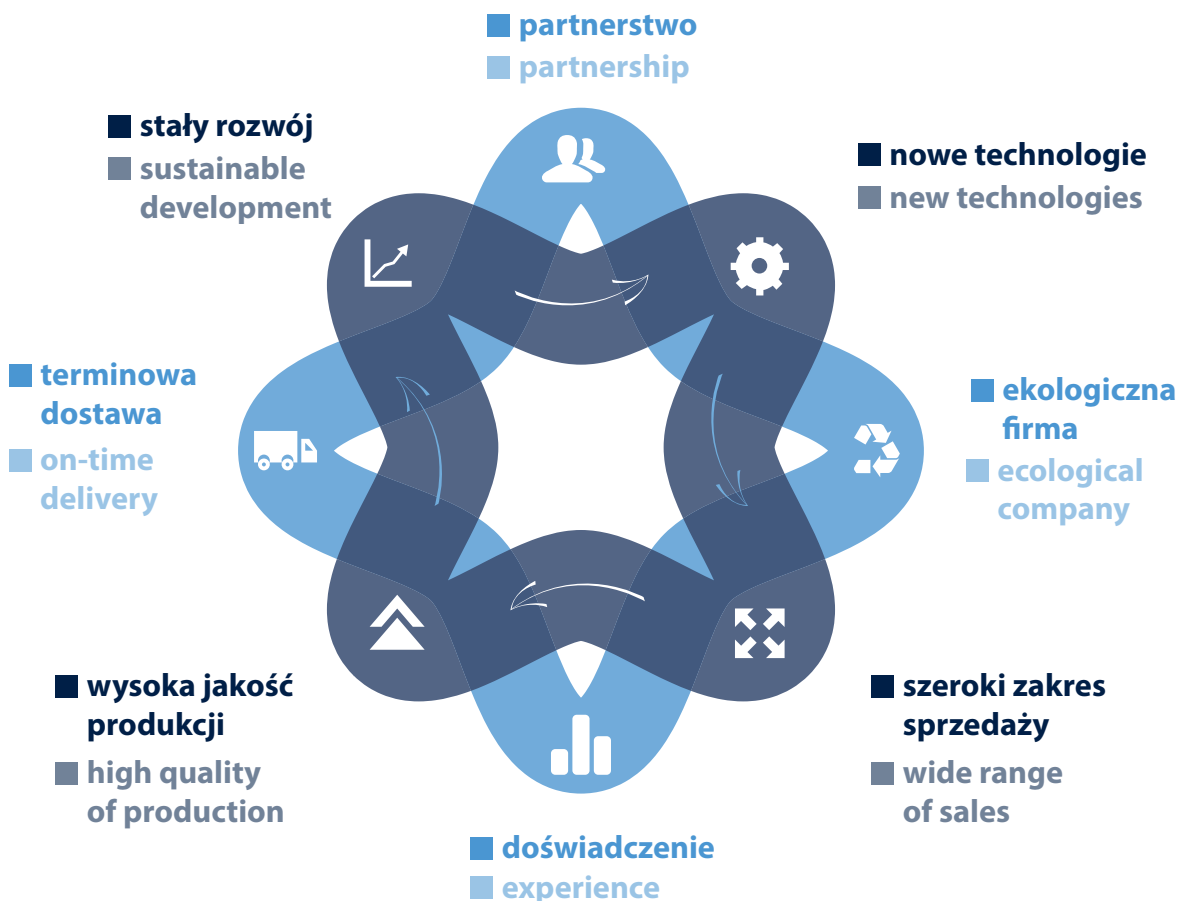 partnerstwo
partnership
stały rozwój
sustainable
development
nowe technologie
new technologies
terminowa
dostawa
on-time
delivery
ekologiczna
firma
ecological
company
wysoka jakość
produkcji
high quality
of production
szeroki zakres
sprzedaży
wide range
of sales
doświadczenie
experience